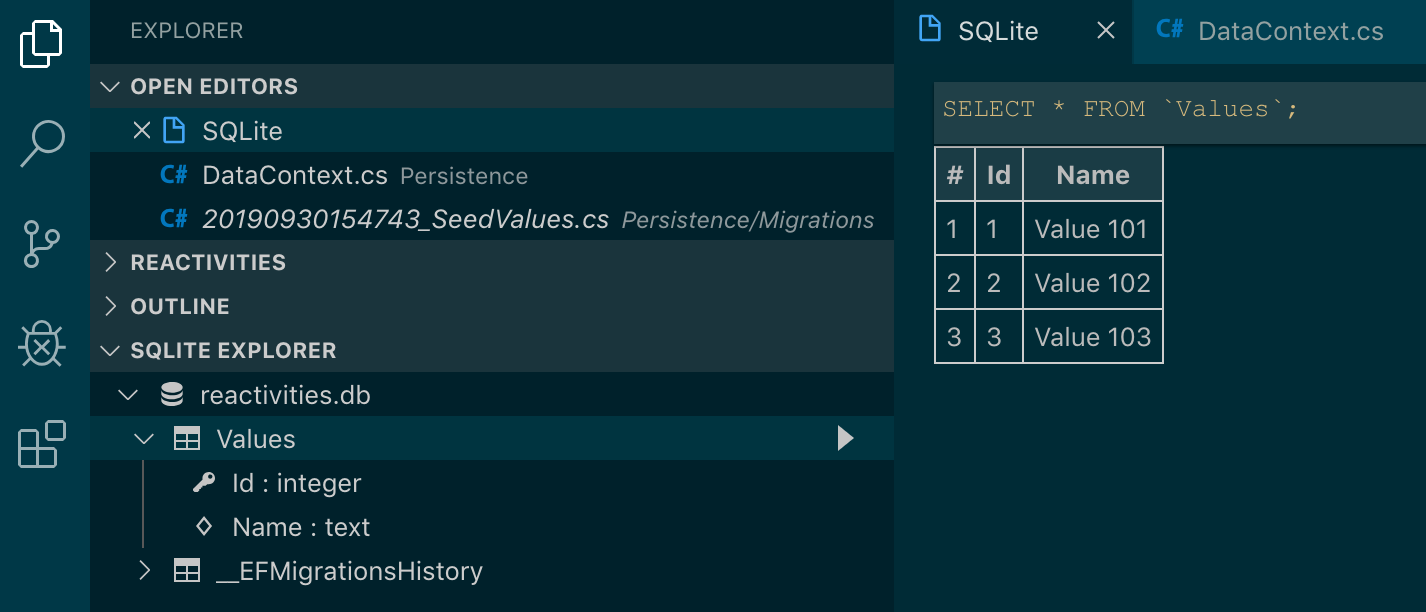 EXPLORER
OPEN EDITORS
SQLite
C# DataContext.cs Persistence
C# 20190930154743_SeedValues.cs Persistence/Migrations
REACTIVITIES
OUTLINE
SQLITE EXPLORER
reactivities.db
Values
Id : integer
Name : text
__EFMigrationsHistory
SQLite C# DataContext.cs
SELECT * FROM `Values`;
# Id Name
1 1 Value 101
2 2 Value 102
3 3 Value 103